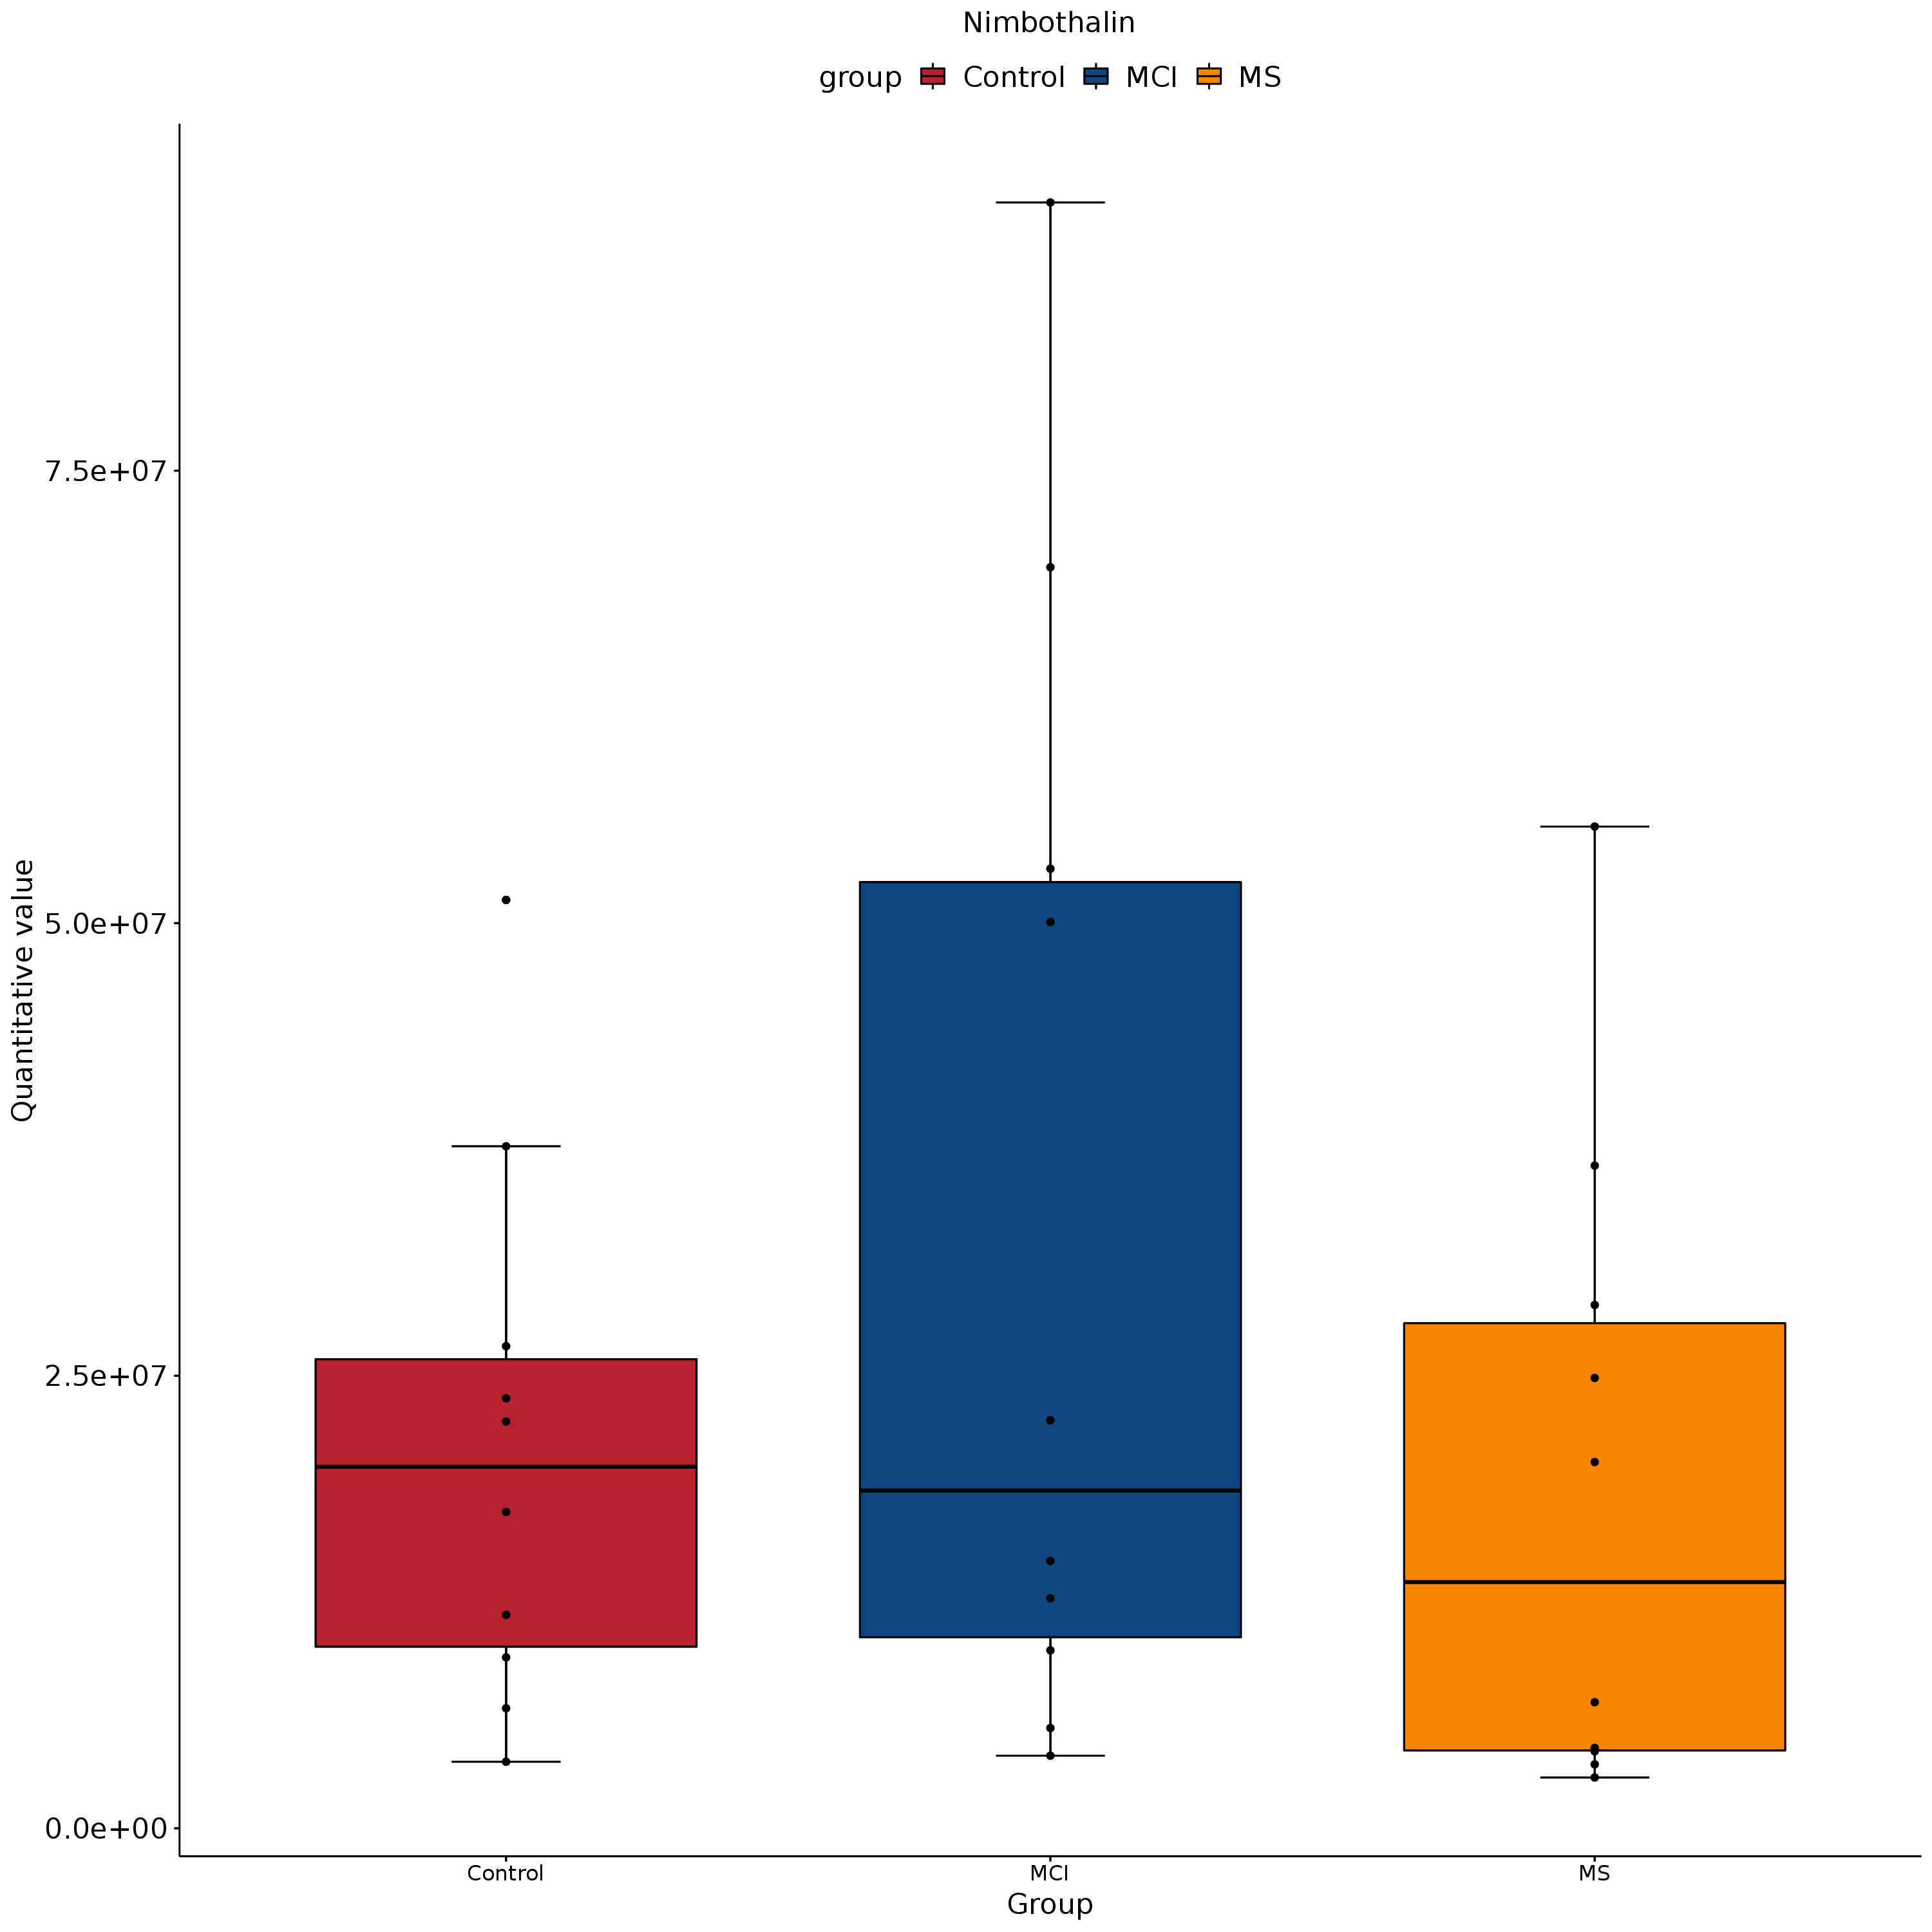 Nimbothalin
group Control MCI MS
Quantitative value
7.5e+07
5.0e+07
2.5e+07
0.0e+00
Control MCI MS
Group